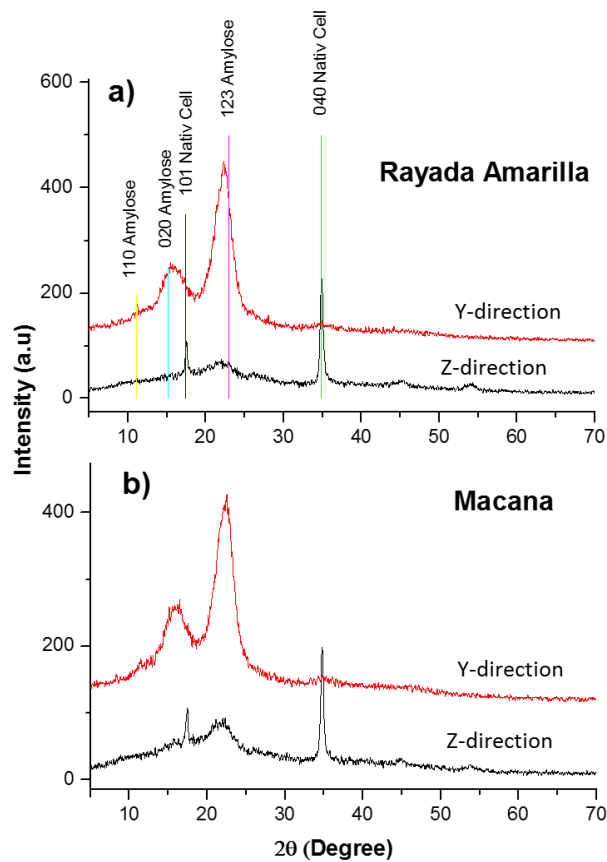 110 Amylose
020 Amylose
101 Nativ Cell
123 Amylose
040 Nativ Cell
a)
Rayada Amarilla
600
400
200
0
Y-direction
Z-direction
10 20 30 40 50 60 70
Intensity (a.u)
b)
Macana
400
200
0
Y-direction
Z-direction
10 20 30 40 50 60 70
2θ (Degree)